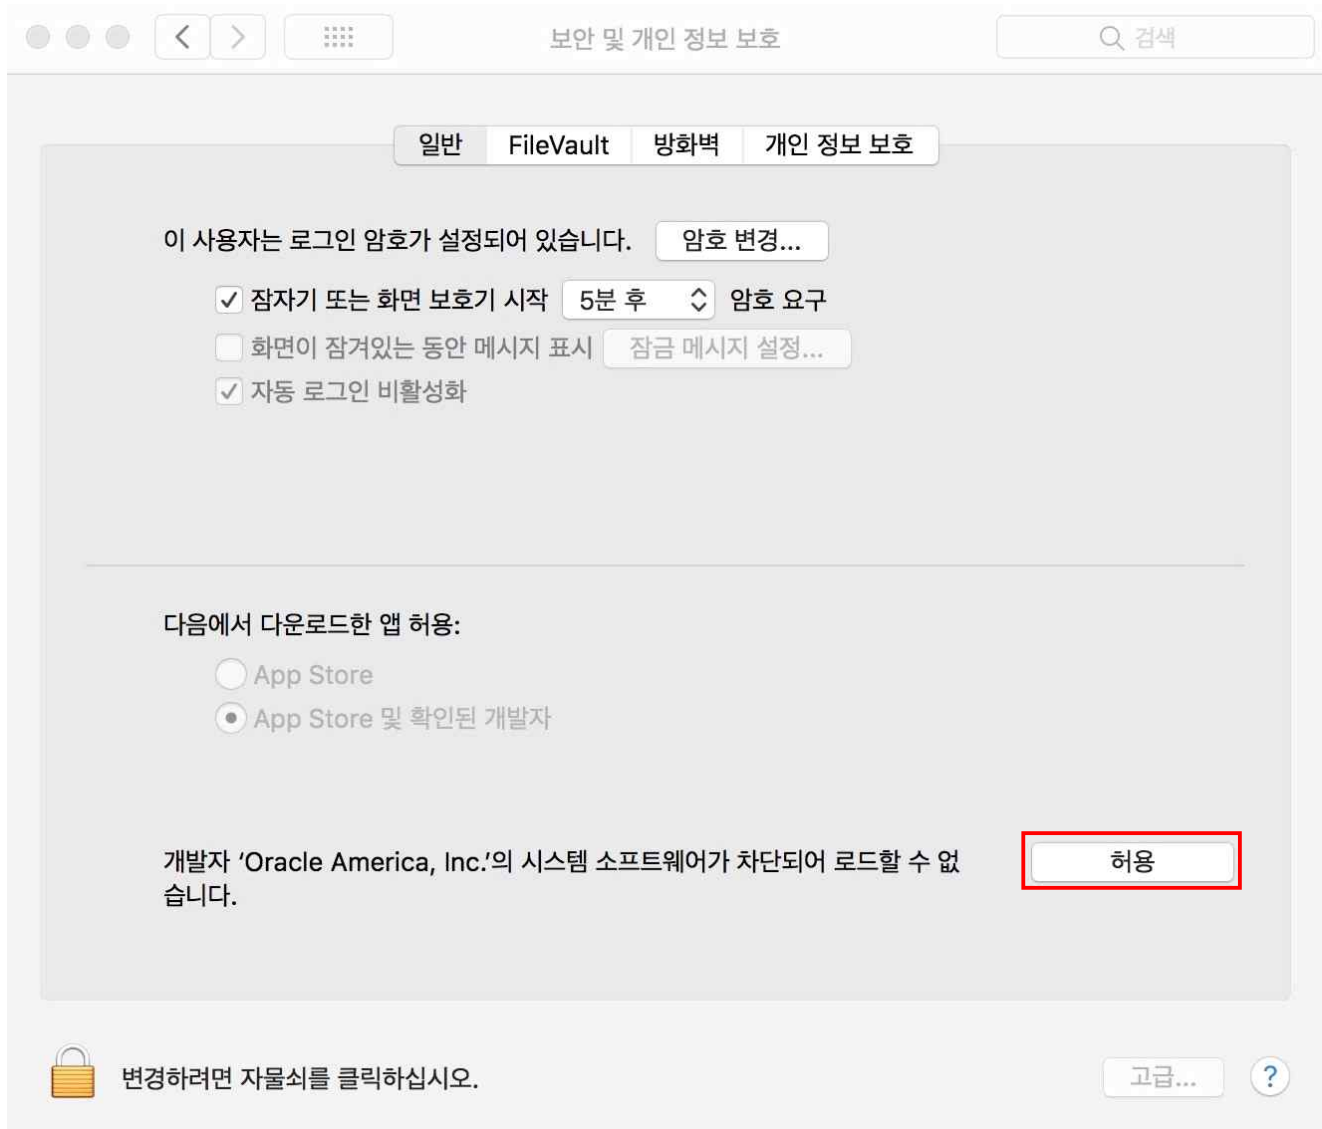 보안 및 개인 정보 보호
검색
일반 FileVault 방화벽 개인 정보 보호
이 사용자는 로그인 암호가 설정되어 있습니다. 암호 변경...
잠자기 또는 화면 보호기 시작 5분 후 암호 요구
화면이 잠겨있는 동안 메시지 표시 잠금 메시지 설정...
자동 로그인 비활성화
다음에서 다운로드한 앱 허용:
App Store
App Store 및 확인된 개발자
개발자 ‘Oracle America, Inc.’의 시스템 소프트웨어가 차단되어 로드할 수 없
습니다.
허용
변경하려면 자물쇠를 클릭하십시오.
고급... ?